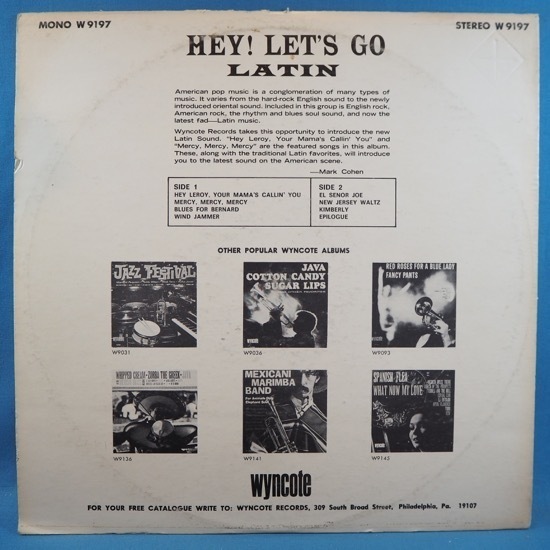 MONO W 9197
STEREO W 9197
HEY! LET'S GO
LATIN
American pop music is a conglomeration of many types of
music. It varies from the hard-rock English sound to the newly
introduced oriental sound. Included in this group is English rock,
American rock, the rhythm and blues soul sound, and now the
latest fad—Latin music.
Wyncote Records takes this opportunity to introduce the new
Latin Sound. "Hey Leroy, Your Mama's Callin' You" and
"Mercy, Mercy, Mercy" are the featured songs in this album.
These, along with the traditional Latin favorites, will introduce
you to the latest sound on the American scene.
—Mark Cohen
SIDE 1
HEY LEROY, YOUR MAMA'S CALLIN' YOU
MERCY, MERCY, MERCY
BLUES FOR BERNARD
WIND JAMMER
SIDE 2
EL SENOR JOE
NEW JERSEY WALTZ
KIMBERLY
EPILOGUE
OTHER POPULAR WYNCOTE ALBUMS
JAZZ FESTIVAL
W9031
JAVA
COTTON CANDY
SUGAR LIPS
W9026
RED ROSES FOR A BLUE LADY
FANCY PANTS
W9093
WHIPPED CREAM - ZORBA THE GREEK
W9136
MEXICANI
MARIMBA
BAND
W9141
SPANISH FLEA
WHAT NOW MY LOVE
W9145
wyncote
FOR YOUR FREE CATALOGUE WRITE TO: WYNCOTE RECORDS, 309 South Broad Street, Philadelphia, Pa. 19107